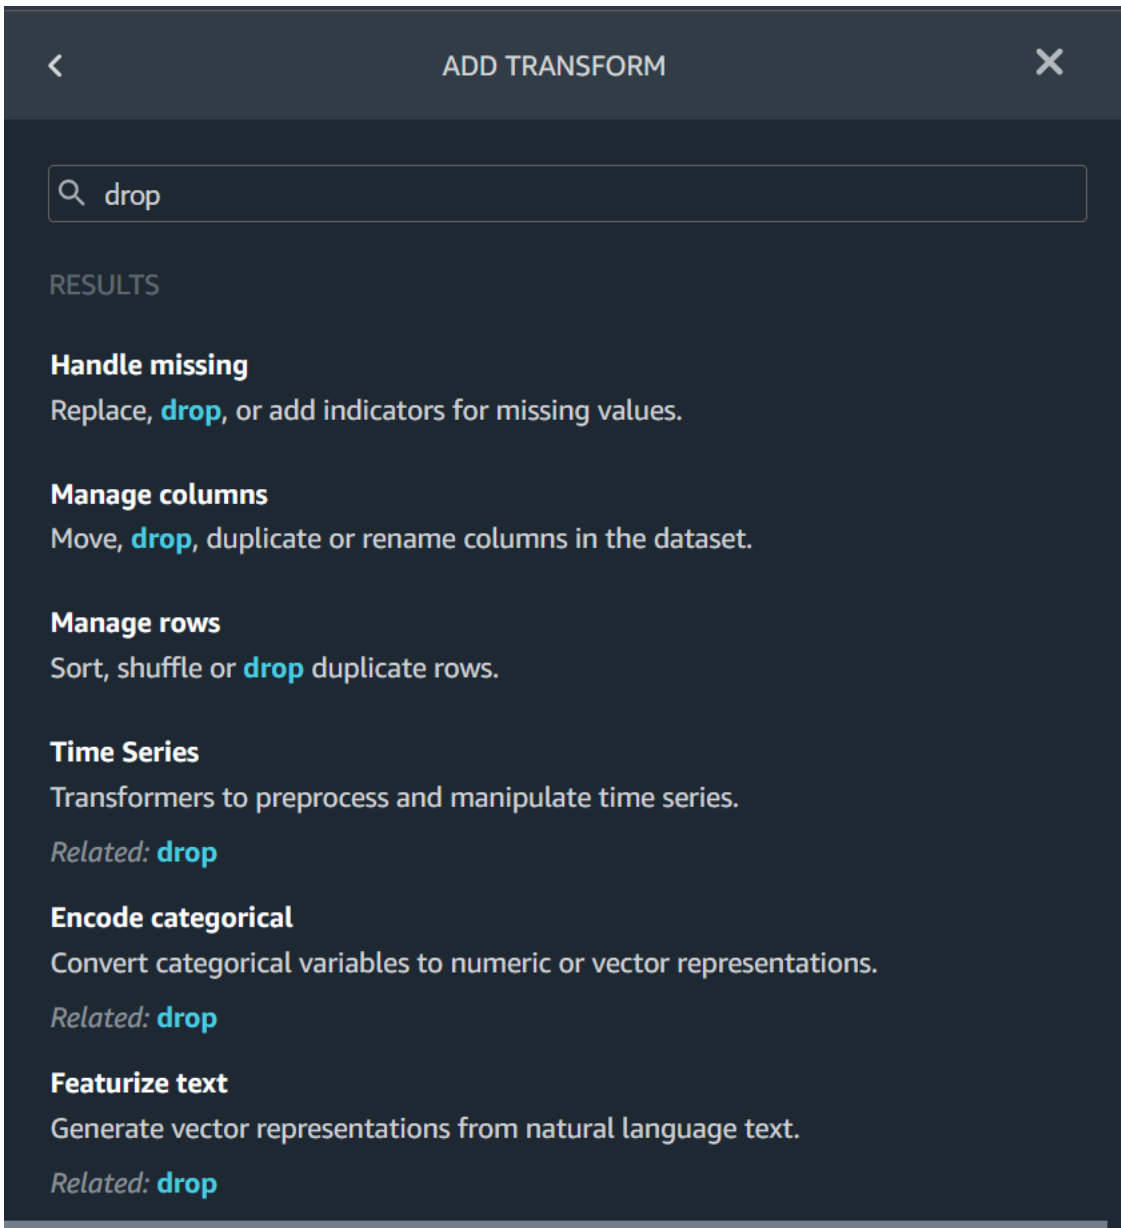 ADD TRANSFORM
drop
RESULTS
Handle missing
Replace, drop, or add indicators for missing values.
Manage columns
Move, drop, duplicate or rename columns in the dataset.
Manage rows
Sort, shuffle or drop duplicate rows.
Time Series
Transformers to preprocess and manipulate time series.
Related: drop
Encode categorical
Convert categorical variables to numeric or vector representations.
Related: drop
Featurize text
Generate vector representations from natural language text.
Related: drop